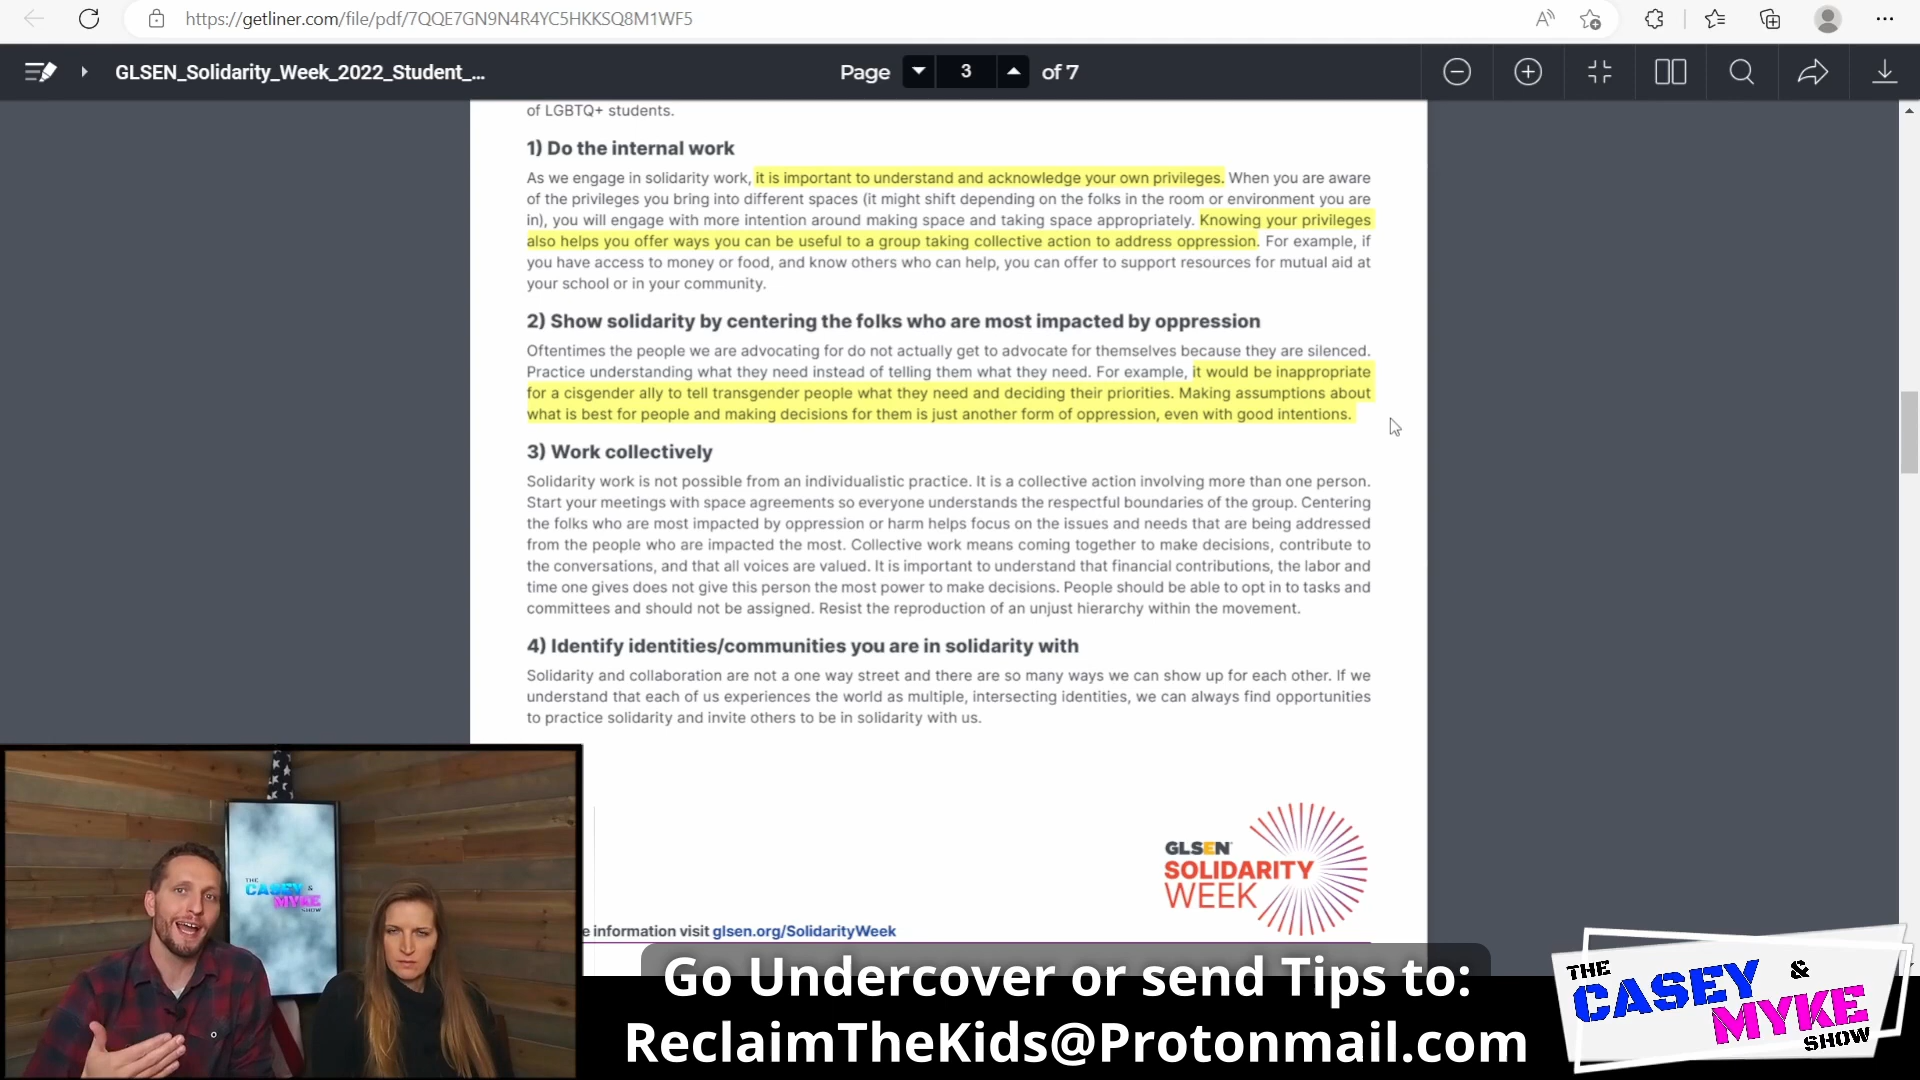 https://getliner.com/file/pdf/7QQE7GN9N4R4YC5HKKSQ8M1WF5
GLSEN_Solidarity_Week_2022_Student_...
Page 3 of 7
of LGBTQ+ students.
1) Do the internal work
As we engage in solidarity work, it is important to understand and acknowledge your own privileges. When you are aware
of the privileges you bring into different spaces (it might shift depending on the folks in the room or environment you are
in), you will engage with more intention around making space and taking space appropriately. Knowing your privileges
also helps you offer ways you can be useful to a group taking collective action to address oppression. For example, if
you have access to money or food, and know others who can help, you can offer to support resources for mutual aid at
your school or in your community.
2) Show solidarity by centering the folks who are most impacted by oppression
Oftentimes the people we are advocating for do not actually get to advocate for themselves because they are silenced.
Practice understanding what they need instead of telling them what they need. For example, it would be inappropriate
for a cisgender ally to tell transgender people what they need and deciding their priorities. Making assumptions about
what is best for people and making decisions for them is just another form of oppression, even with good intentions.
3) Work collectively
Solidarity work is not possible from an individualistic practice. It is a collective action involving more than one person.
Start your meetings with space agreements so everyone understands the respectful boundaries of the group. Centering
the folks who are most impacted by oppression or harm helps focus on the issues and needs that are being addressed
from the people who are impacted the most. Collective work means coming together to make decisions, contribute to
the conversations, and that all voices are valued. It is important to understand that financial contributions, the labor and
time one gives does not give this person the most power to make decisions. People should be able to opt in to tasks and
committees and should not be assigned. Resist the reproduction of an unjust hierarchy within the movement.
4) Identify identities/communities you are in solidarity with
Solidarity and collaboration are not a one way street and there are so many ways we can show up for each other. If we
understand that each of us experiences the world as multiple, intersecting identities, we can always find opportunities
to practice solidarity and invite others to be in solidarity with us.
GLSEN
SOLIDARITY
WEEK
e information visit glsen.org/SolidarityWeek
THE
CASEY &
MYKE
SHOW
Go Undercover or send Tips to:
ReclaimTheKids@Protonmail.com
THE
CASEY &
MYKE
SHOW